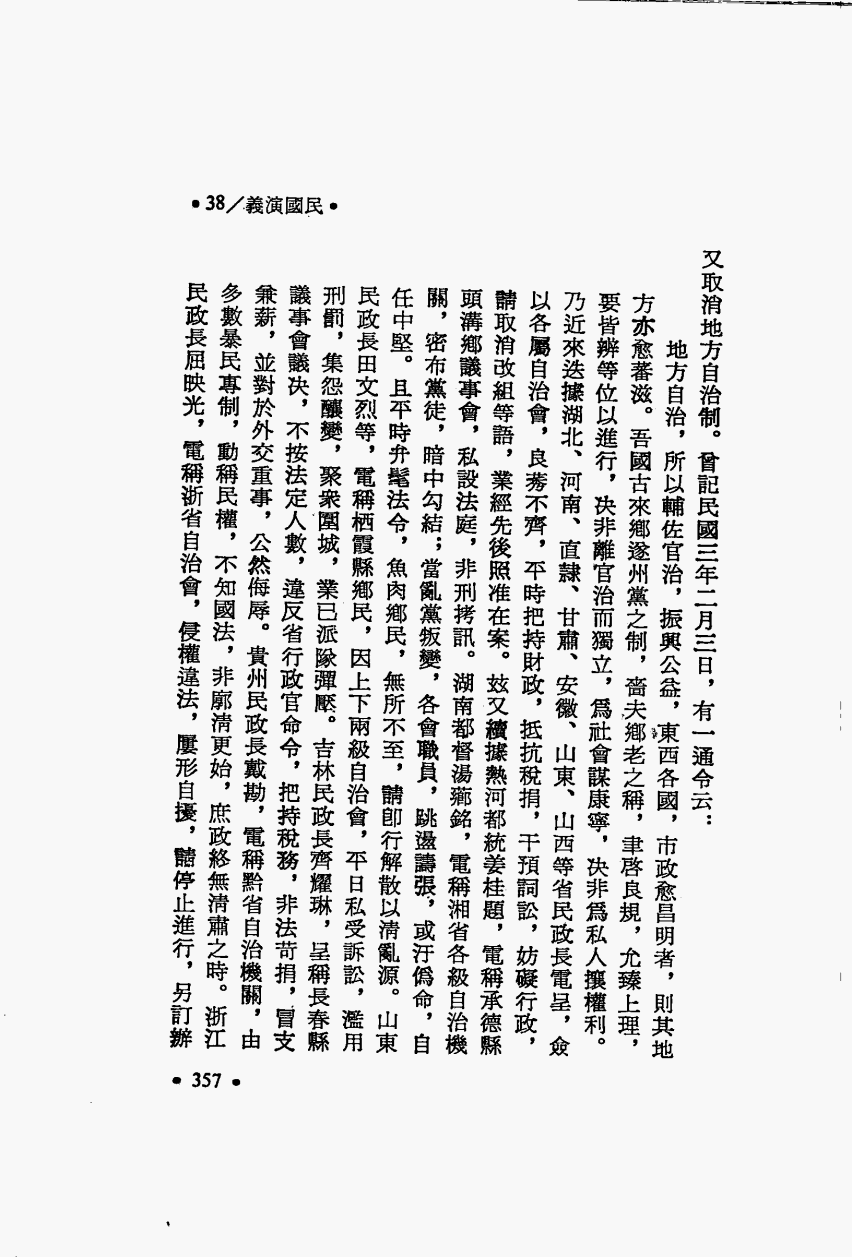 •38／義演國民•
又取消地方自治制。曾記民國三年二月三日，有一通令云：
地方自治，所以輔佐官治，振興公益，東西各國，市政愈昌明者，則其地
方亦愈蕃滋。吾國古來鄉遂州黨之制，嗇夫鄉老之稱，聿啓良規，允臻上理，
要皆辨等位以進行，决非離官治而獨立，爲社會謀康寧，决非爲私人攘權利。
乃近來迭據湖北、河南、直隸、甘肅、安徽、山東、山西等省民政長電呈，僉
以各屬自治會，良莠不齊，平時把持財政，抵抗稅捐，干預詞訟，妨礙行政，
請取消改組等語，業經先後照准在案。玆又續據熱河都統姜桂題，電稱承德縣
頭溝鄉議事會，私設法庭，非刑拷訊。湖南都督湯薌銘，電稱湘省各級自治機
關，密布黨徒，暗中勾結；當亂黨叛變，各會職員，跳盪譸張，或汙僞命，自
任中堅。且平時弁髦法令，魚肉鄉民，無所不至，請卽行解散以清亂源。山東
民政長田文烈等，電稱栖霞縣鄉民，因上下兩級自治會，平日私受訴訟，濫用
刑罰，集怨釀變，聚衆圍城，業已派隊彈壓。吉林民政長齊耀琳，呈稱長春縣
議事會議决，不按法定人數，違反省行政官命令，把持稅務，非法苛捐，冒支
兼薪，並對於外交重事，公然侮辱。貴州民政長戴勘，電稱黔省自治機關，由
多數暴民專制，動稱民權，不知國法，非廓清更始，庶政終無清肅之時。浙江
民政長屈映光，電稱浙省自治會，侵權違法，屢形自擾，請停止進行，另訂辦
•357•